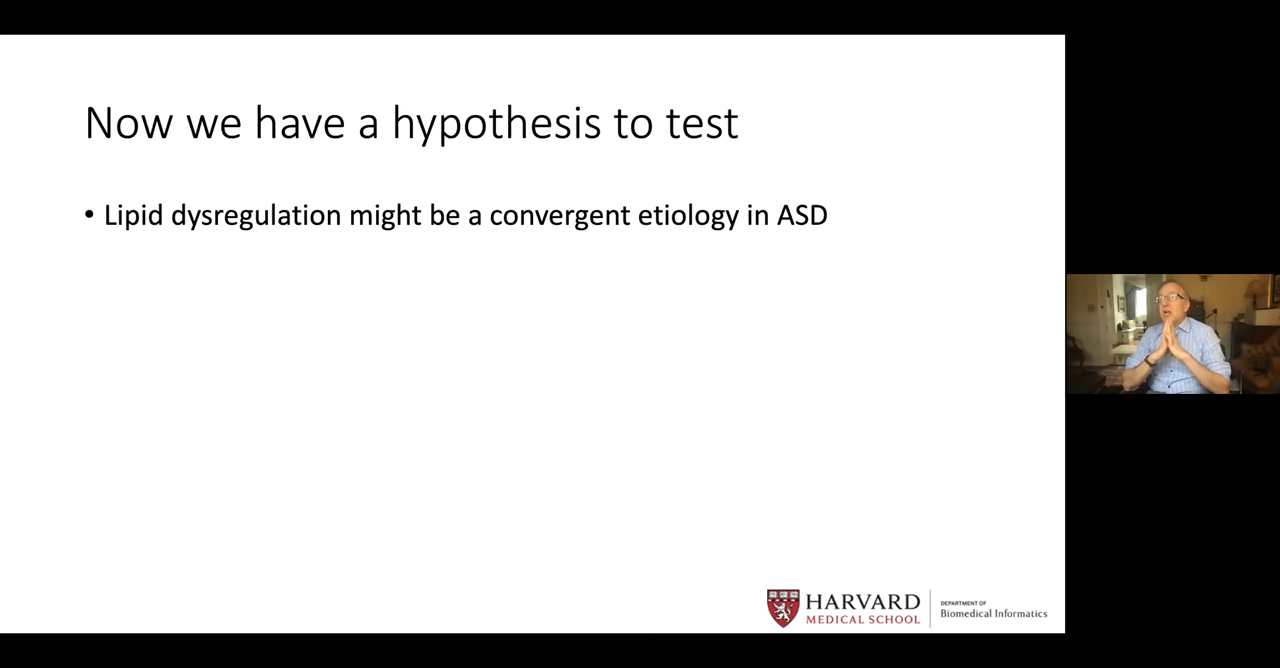 Now we have a hypothesis to test
• Lipid dysregulation might be a convergent etiology in ASD
HARVARD
MEDICAL SCHOOL
DEPARTMENT OF
Biomedical Informatics